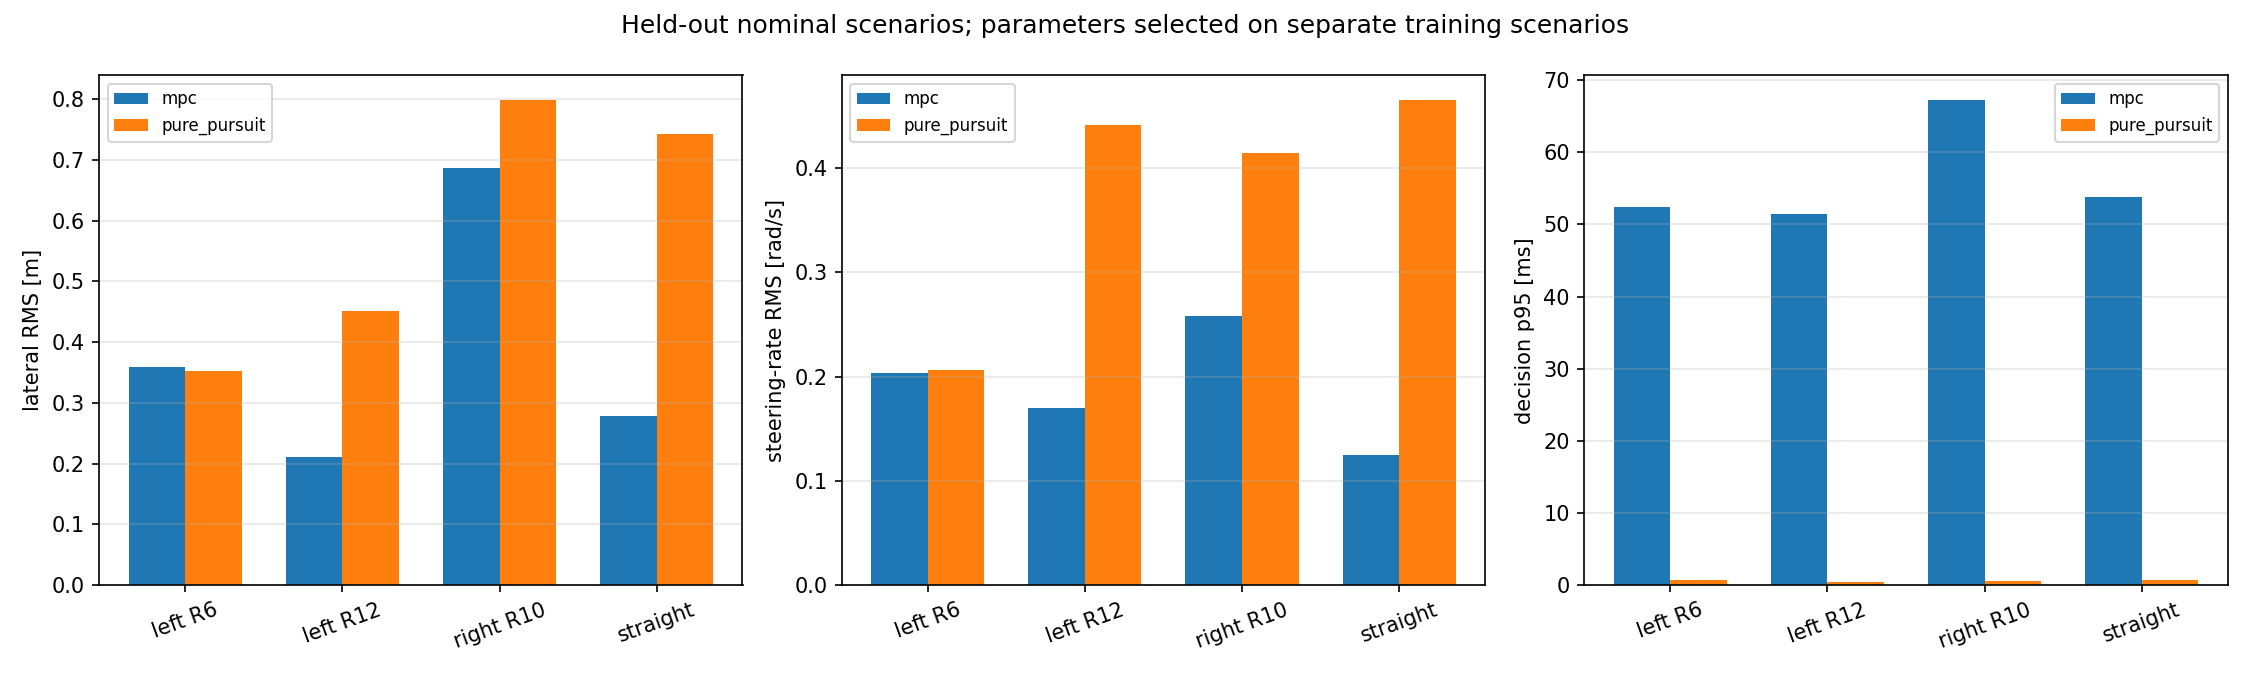 Held-out nominal scenarios; parameters selected on separate training scenarios
lateral RMS [m]
0.8
0.7
0.6
0.5
0.4
0.3
0.2
0.1
0.0
mpc
pure_pursuit
left R6
left R12
right R10
straight
steering-rate RMS [rad/s]
0.4
0.3
0.2
0.1
0.0
mpc
pure_pursuit
left R6
left R12
right R10
straight
decision p95 [ms]
70
60
50
40
30
20
10
0
mpc
pure_pursuit
left R6
left R12
right R10
straight